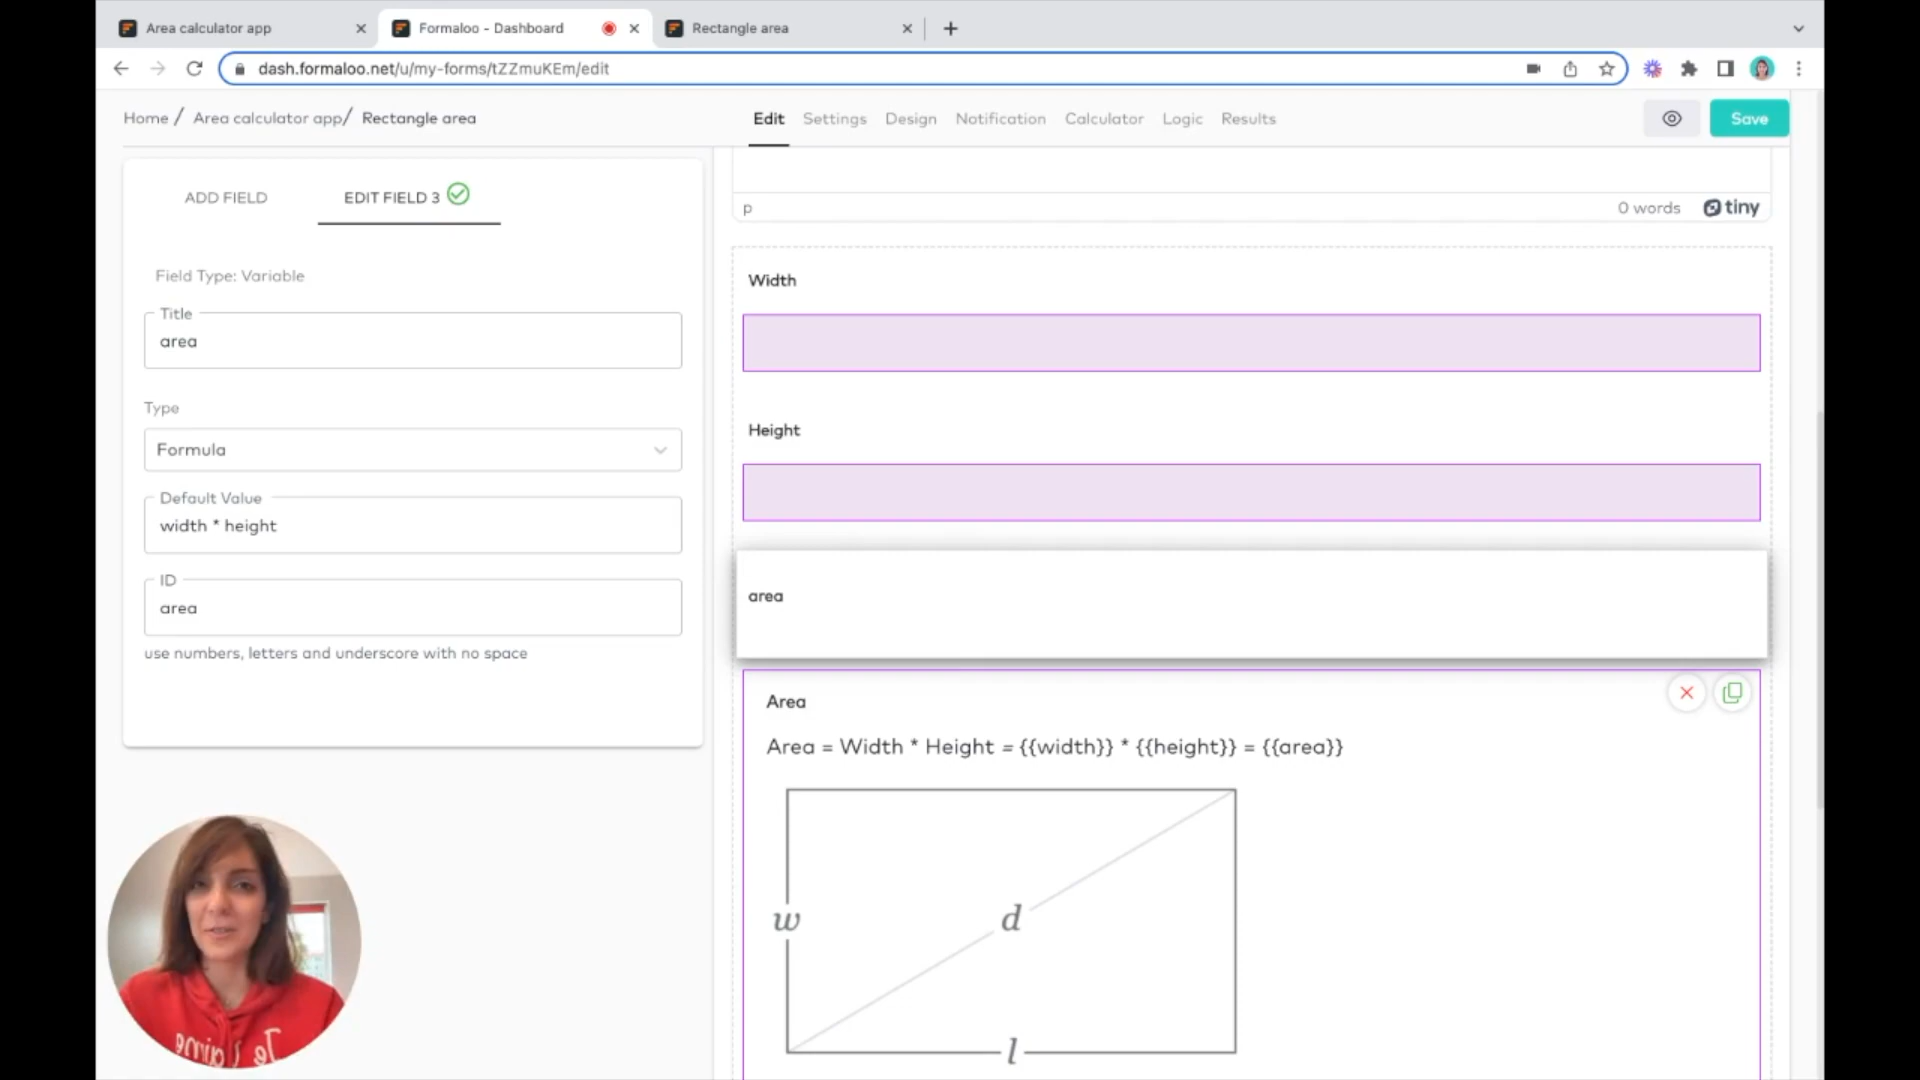 Area calculator app
Formaloo - Dashboard
Rectangle area
dash.formaloo.net/u/my-forms/tZZmuKEm/edit
Home / Area calculator app/ Rectangle area
Edit Settings Design Notification Calculator Logic Results
Save
ADD FIELD
EDIT FIELD 3
Field Type: Variable
Title
area
Type
Formula
Default Value
width * height
ID
area
use numbers, letters and underscore with no space
p
0 words
tiny
Width
Height
area
Area
Area = Width * Height = {{width}} * {{height}} = {{area}}
w
d
l